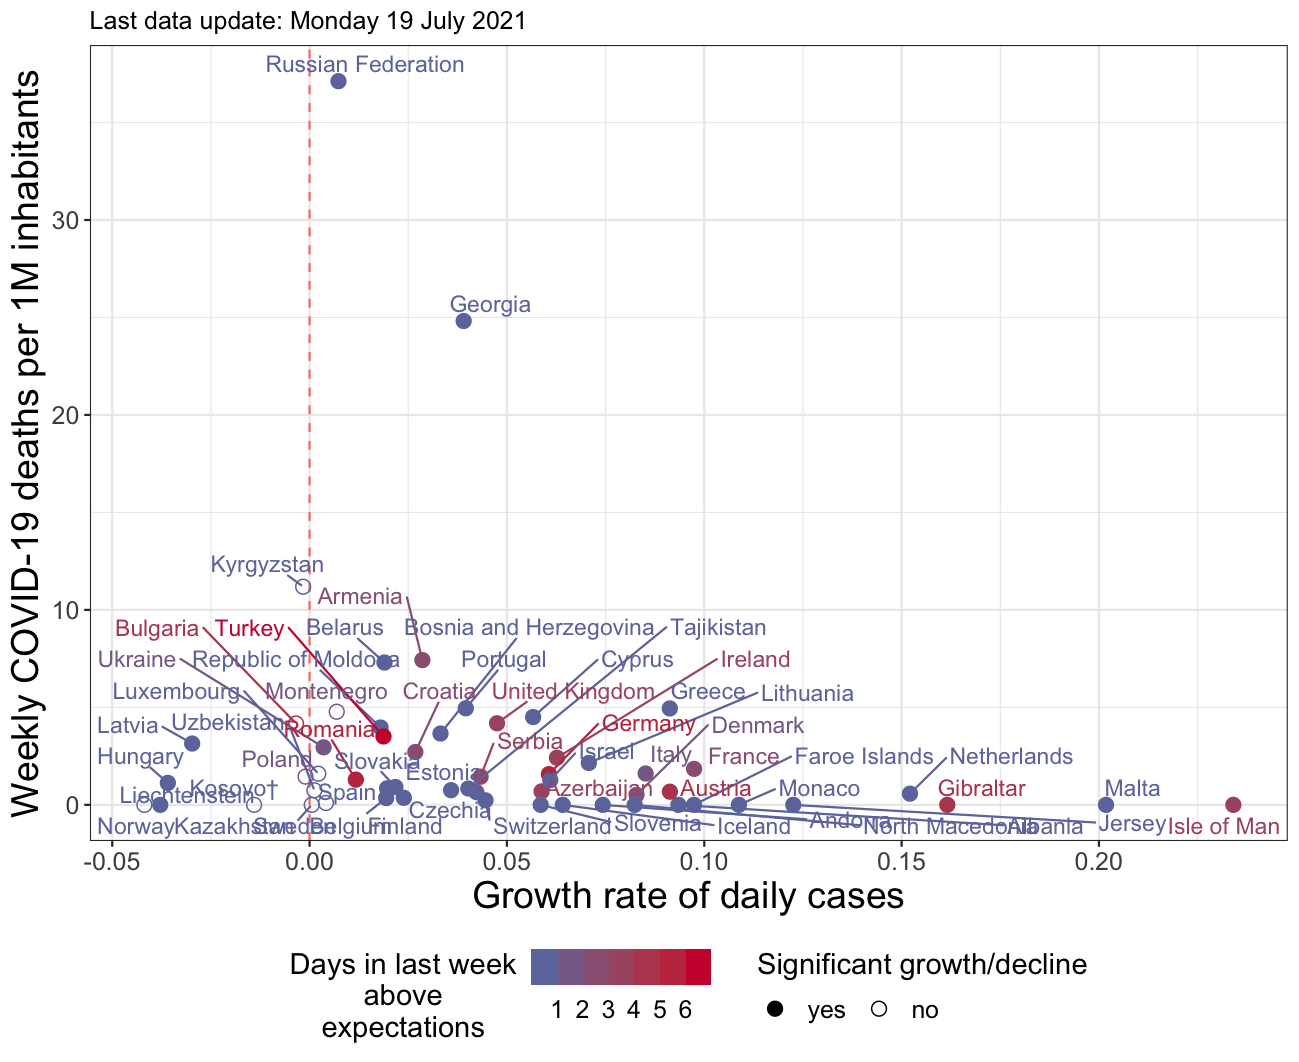 Last data update: Monday 19 July 2021
Weekly COVID-19 deaths per 1M inhabitants
Russian Federation
30
Georgia
20
Kyrgyzstan
Armenia
10
Bulgaria Turkey Belarus Bosnia and Herzegovina Tajikistan
Ukraine Republic of Moldova Portugal Cyprus Ireland
Luxembourg Montenegro Croatia United Kingdom Greece Lithuania
Latvia Uzbekistan Romania Germany Denmark
Serbia
Hungary Poland Slovakia Israel Italy France Faroe Islands Netherlands
Estonia
Liechtenstein Kosovo† Spain Azerbaijan Austria Monaco Gibraltar Malta
0
Czechia
Norway Kazakhstan Sweden Belgium Finland Switzerland Slovenia Iceland Andorra North Macedonia Albania Jersey Isle of Man
-0.05 0.00 0.05 0.10 0.15 0.20
Growth rate of daily cases
Days in last week
above
expectations
1 2 3 4 5 6
Significant growth/decline
yes no